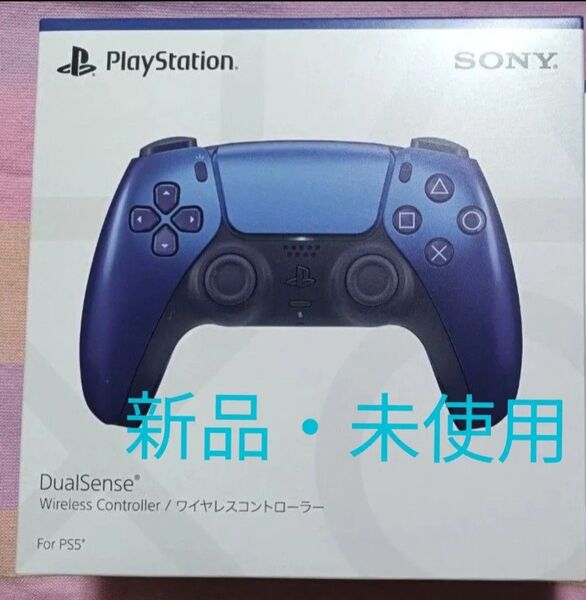 PlayStation®
SONY®
新品・未使用
DualSense®
Wireless Controller / ワイヤレスコントローラー
For PS5®